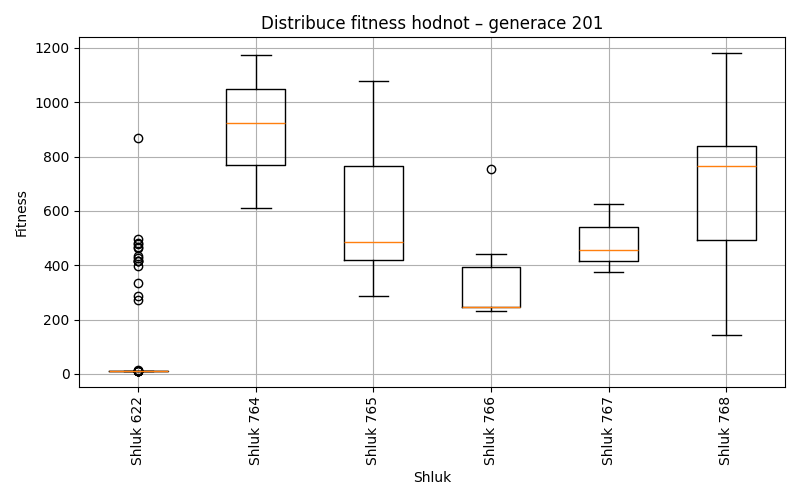 Distribuce fitness hodnot – generace 201
Fitness
1200
1000
800
600
400
200
0
Shluk 622
Shluk 764
Shluk 765
Shluk 766
Shluk 767
Shluk 768
Shluk